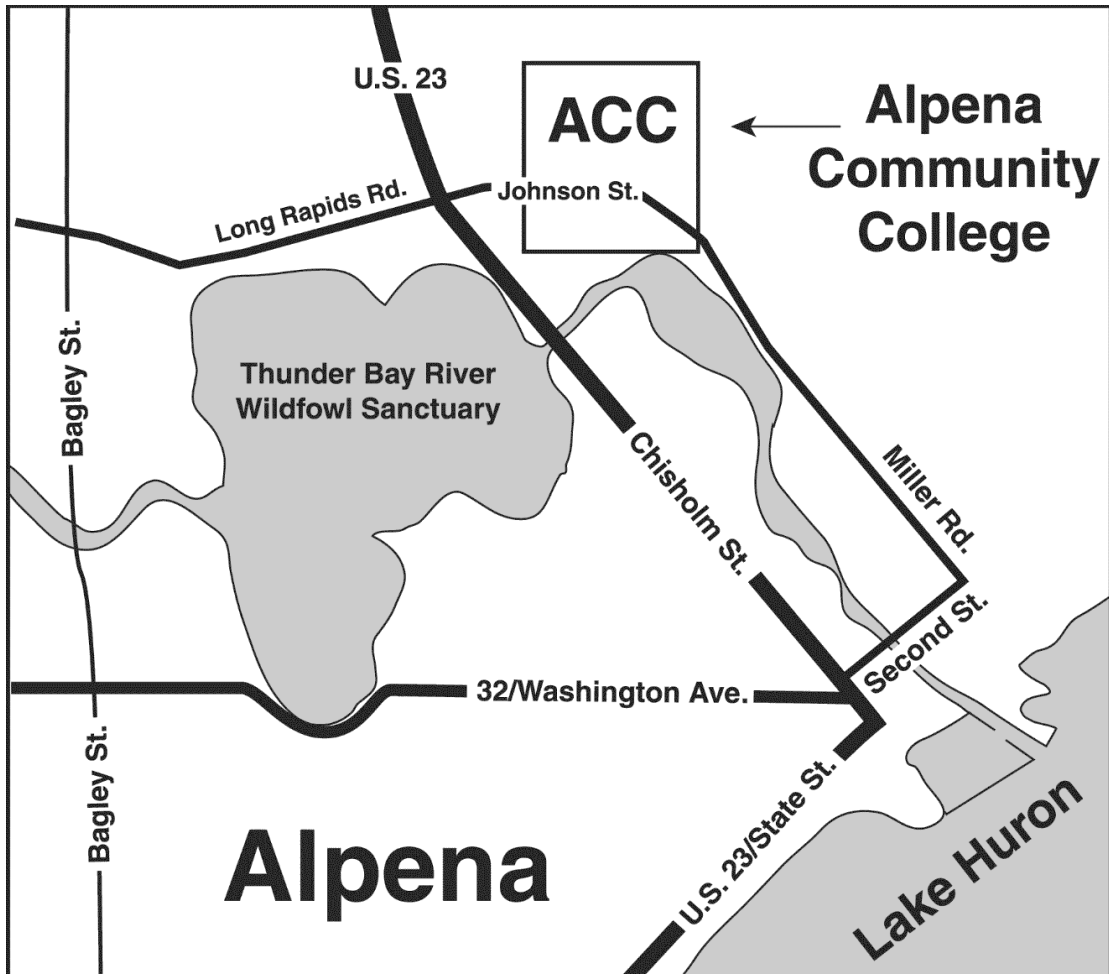 U.S. 23
ACC
Alpena
Community
College
Long Rapids Rd.
Johnson St.
Bagley St.
Thunder Bay River
Wildfowl Sanctuary
Chisholm St.
Miller Rd.
Second St.
32/Washington Ave.
Bagley St.
U.S. 23/State St.
Alpena
Lake Huron